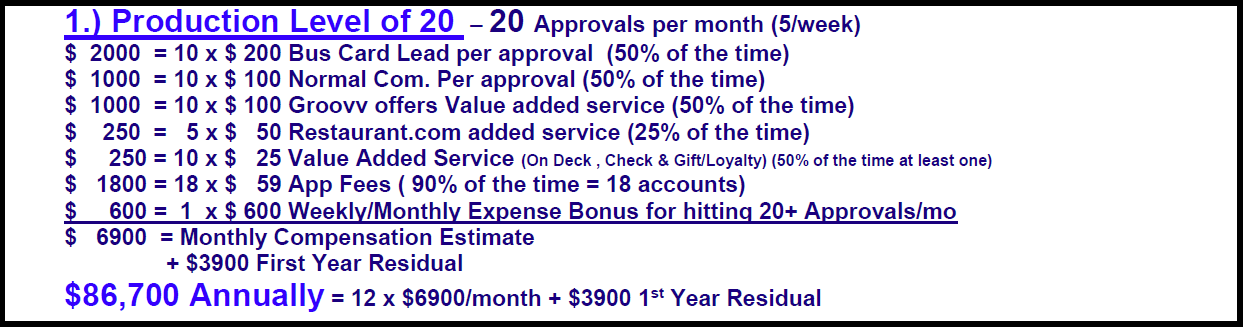 1.) Production Level of 20 – 20 Approvals per month (5/week)
$ 2000 = 10 x $ 200 Bus Card Lead per approval (50% of the time)
$ 1000 = 10 x $ 100 Normal Com. Per approval (50% of the time)
$ 1000 = 10 x $ 100 Groovv offers Value added service (50% of the time)
$ 250 = 5 x $ 50 Restaurant.com added service (25% of the time)
$ 250 = 10 x $ 25 Value Added Service (On Deck , Check & Gift/Loyalty) (50% of the time at least one)
$ 1800 = 18 x $ 59 App Fees ( 90% of the time = 18 accounts)
$ 600 = 1 x $ 600 Weekly/Monthly Expense Bonus for hitting 20+ Approvals/mo
$ 6900 = Monthly Compensation Estimate
+ $3900 First Year Residual
$86,700 Annually = 12 x $6900/month + $3900 1st Year Residual